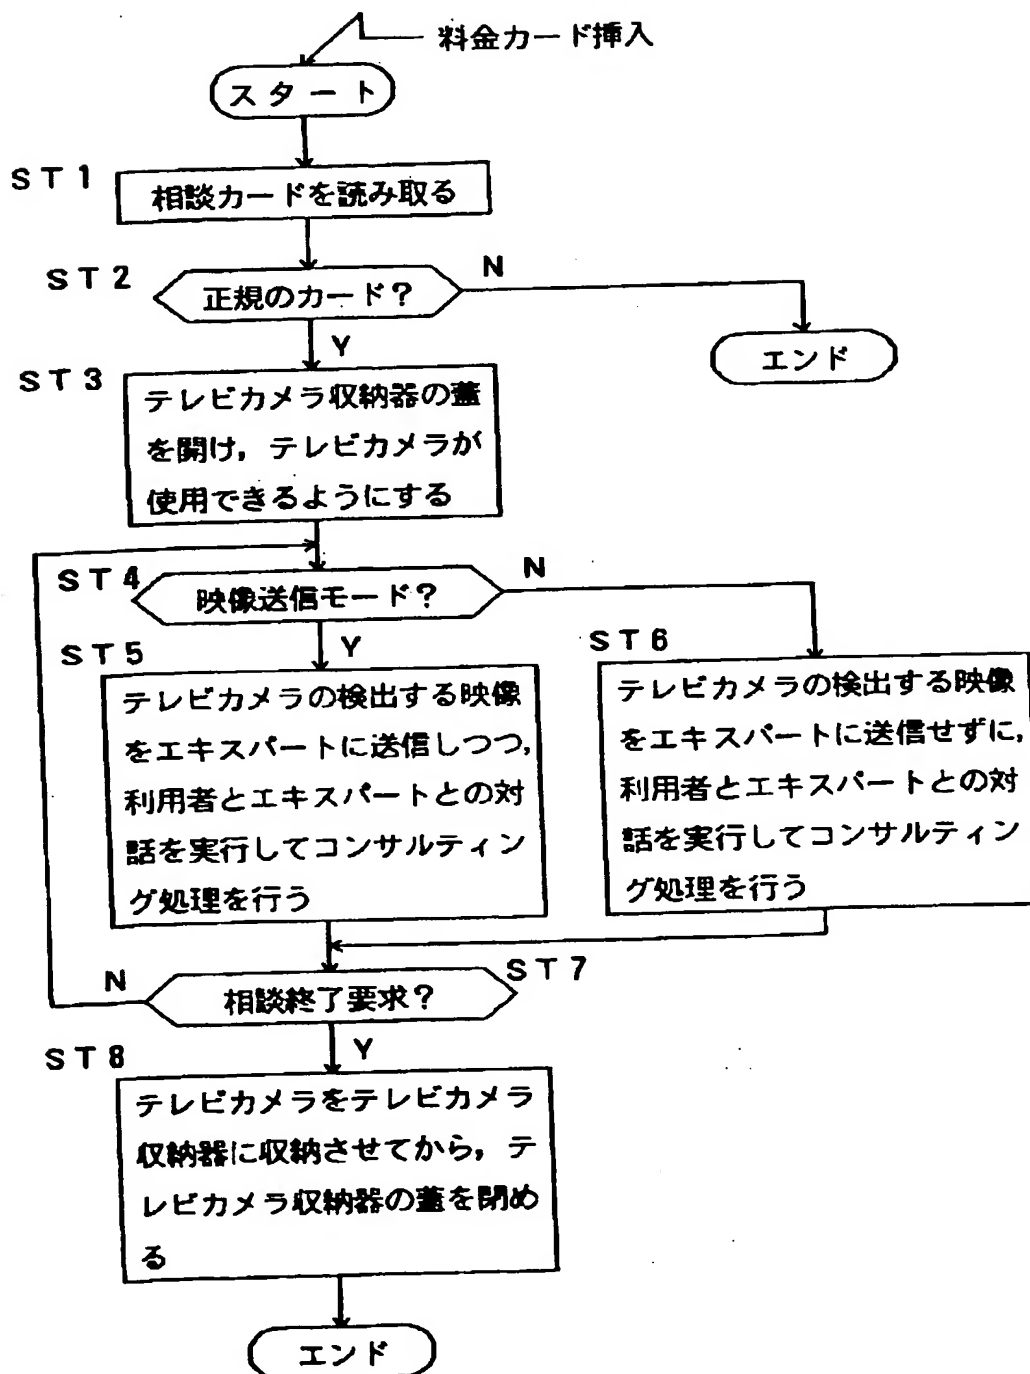 料金カード挿入
スタート
ST1
相談カードを読み取る
ST2
正規のカード?
N
Y
エンド
ST3
テレビカメラ収納器の蓋
を開け,テレビカメラが
使用できるようにする
ST4
映像送信モード?
N
Y
ST5
テレビカメラの検出する映像
をエキスパートに送信しつつ,
利用者とエキスパートとの対
話を実行してコンサルティン
グ処理を行う
ST6
テレビカメラの検出する映像
をエキスパートに送信せずに,
利用者とエキスパートとの対
話を実行してコンサルティン
グ処理を行う
ST7
相談終了要求?
N
Y
ST8
テレビカメラをテレビカメラ
収納器に収納させてから,テ
レビカメラ収納器の蓋を閉め
る
エンド